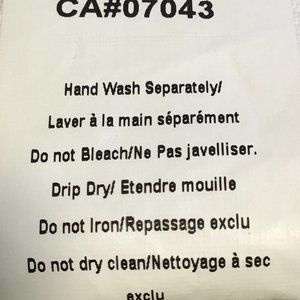 CA#07043
Hand Wash Separately/
Laver à la main séparément
Do not Bleach/Ne Pas javelliser.
Drip Dry/ Etendre mouille
Do not Iron/Repassage exclu
Do not dry clean/Nettoyage à sec
exclu